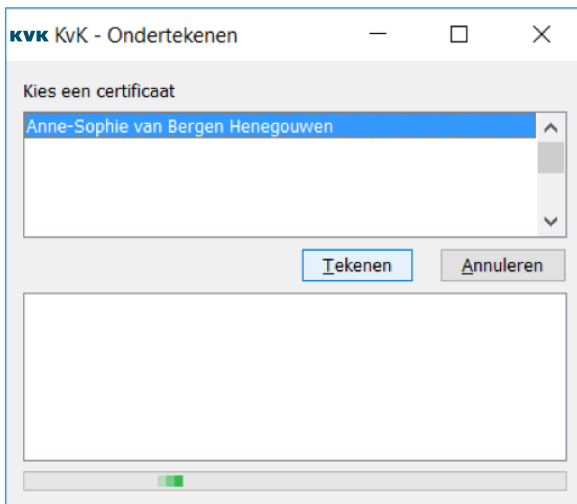 KVK KvK - Ondertekenen
Kies een certificaat
Anne-Sophie van Bergen Henegouwen
Tekenen Annuleren